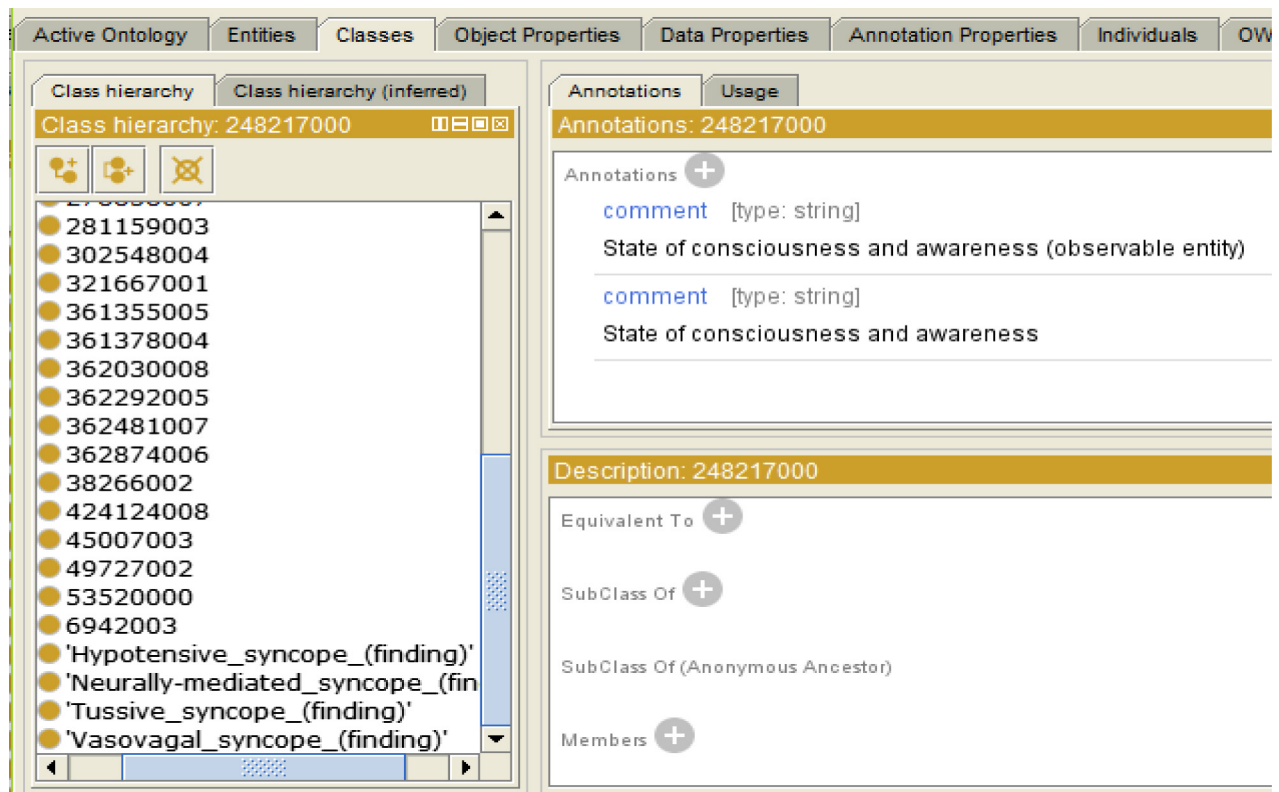 Active Ontology Entities Classes Object Properties Data Properties Annotation Properties Individuals OW
Class hierarchy Class hierarchy (inferred)
Class hierarchy: 248217000
281159003
302548004
321667001
361355005
361378004
362030008
362292005
362481007
362874006
38266002
424124008
45007003
49727002
53520000
6942003
'Hypotensive_syncope_(finding)'
'Neurally-mediated_syncope_(fin
'Tussive_syncope_(finding)'
'Vasovagal_syncope_(finding)'
Annotations Usage
Annotations: 248217000
Annotations
comment [type: string]
State of consciousness and awareness (observable entity)
comment [type: string]
State of consciousness and awareness
Description: 248217000
Equivalent To
SubClass Of
SubClass Of (Anonymous Ancestor)
Members